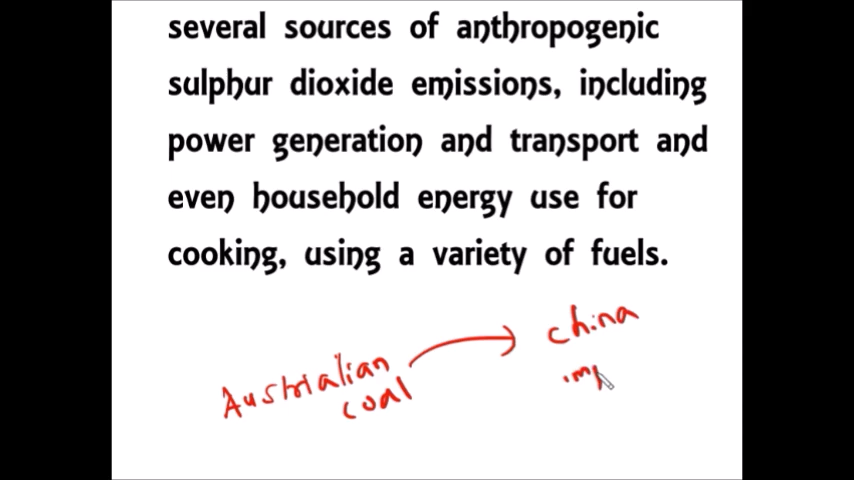 several sources of anthropogenic
sulphur dioxide emissions, including
power generation and transport and
even household energy use for
cooking, using a variety of fuels.
china
Australian
coal